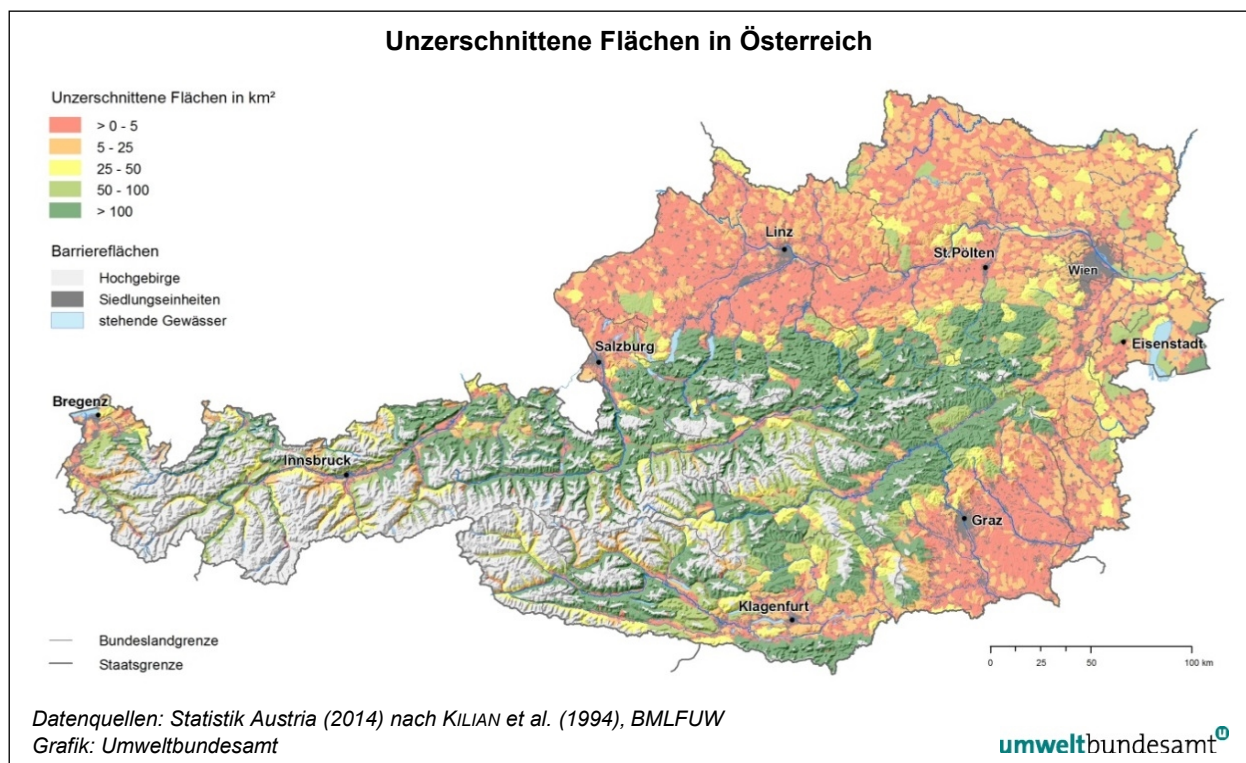 Unzerschnittene Flächen in Österreich
Unzerschnittene Flächen in km²
> 0 - 5
5 - 25
25 - 50
50 - 100
> 100
Barriereflächen
Hochgebirge
Siedlungseinheiten
stehende Gewässer
Linz
St.Pölten
Wien
Eisenstadt
Salzburg
Bregenz
Innsbruck
Graz
Klagenfurt
Bundeslandgrenze
Staatsgrenze
0 25 50 100 km
Datenquellen: Statistik Austria (2014) nach KILIAN et al. (1994), BMLFUW
Grafik: Umweltbundesamt
umweltbundesamt u